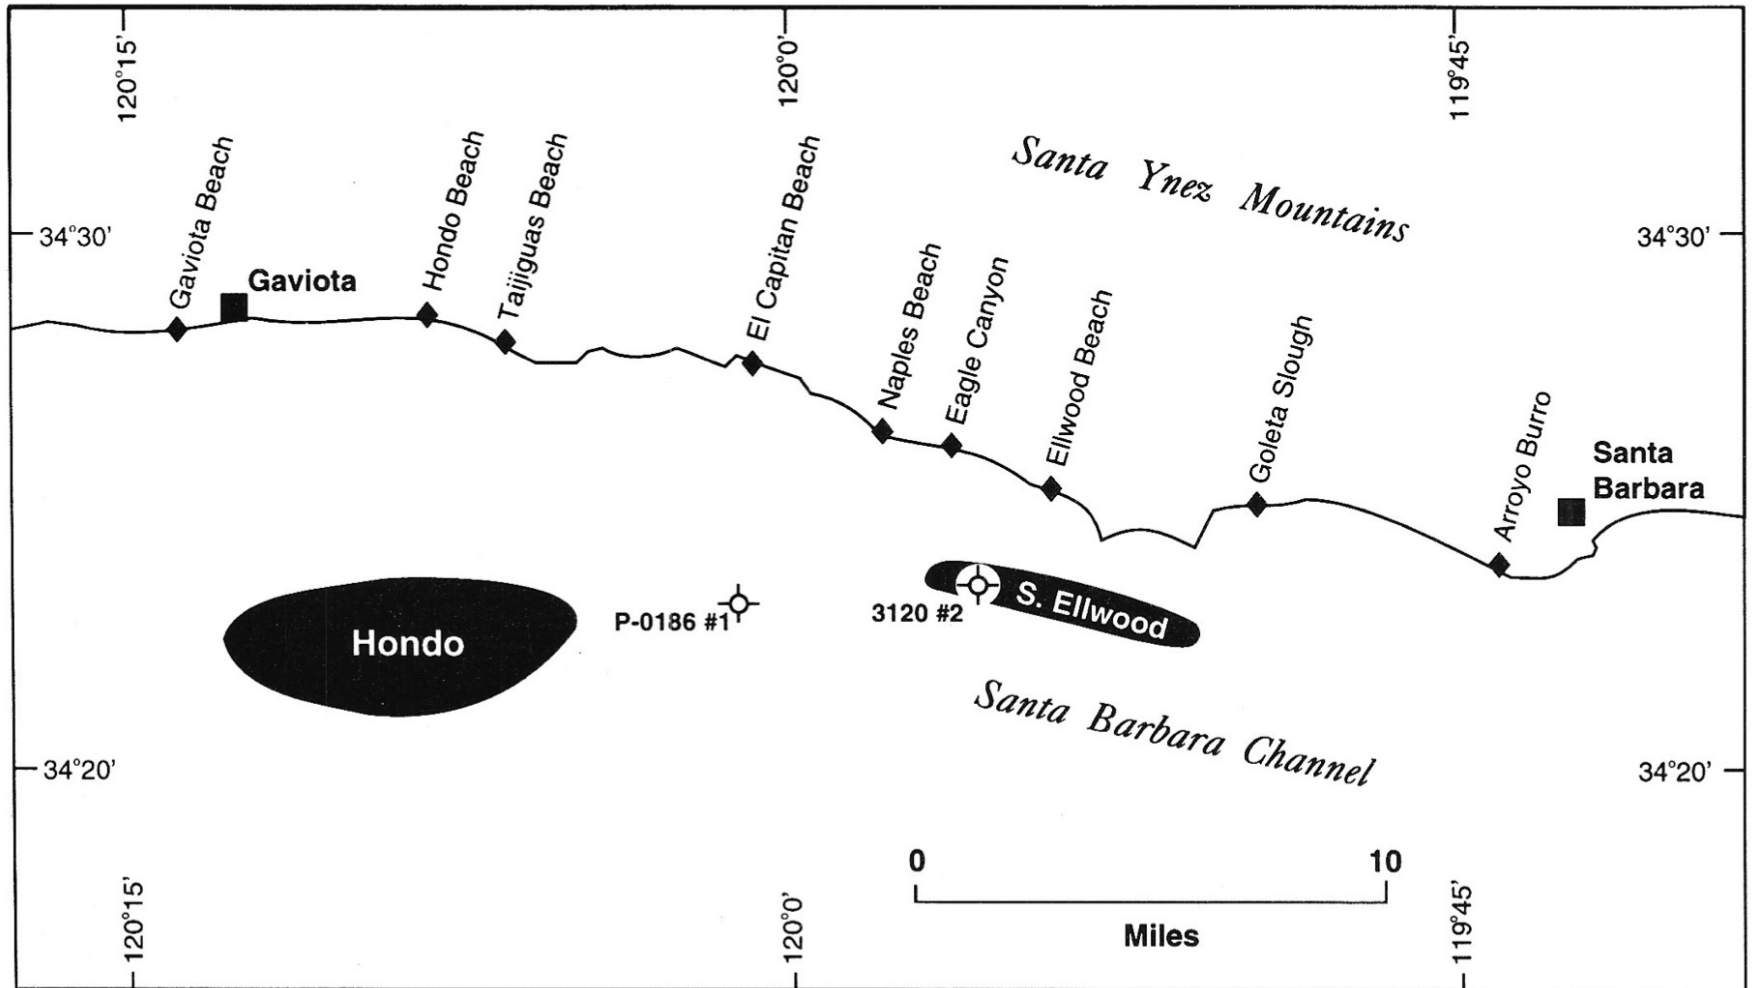 120°15'
120°0'
119°45'
Santa Ynez Mountains
Gaviota Beach
Hondo Beach
Taijiguas Beach
El Capitan Beach
34°30'
34°30'
Gaviota
Naples Beach
Eagle Canyon
Ellwood Beach
Goleta Slough
Arroyo Burro
Santa
Barbara
P-0186 #1
3120 #2
S. Ellwood
Hondo
Santa Barbara Channel
34°20'
34°20'
0 10
Miles
120°15'
120°0'
119°45'